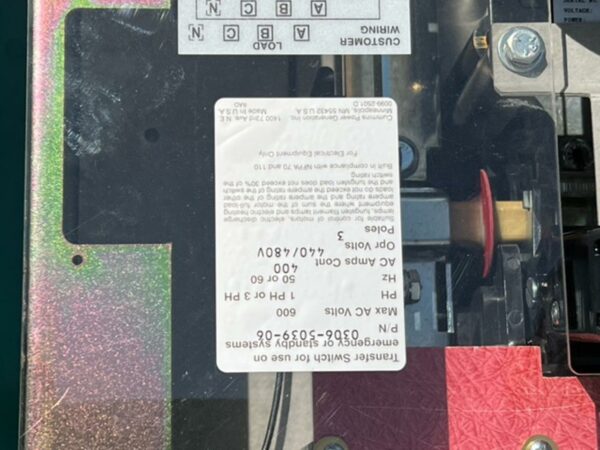 Transfer Switch for use on
emergency or standby systems
P/N 0306-5039-06
Max AC Volts 600
PH 1 PH or 3 PH
Hz 50 or 60
AC Amps Cont 400
Opr Volts 440/480V
Poles 3
Suitable for control of motors, electric discharge
lamps, tungsten filament lamps and electric heating
equipment where the sum of the motor full-load
ampere rating and the ampere rating of the other
loads do not exceed the ampere rating of the switch
and the tungsten load does not exceed 30% of the
switch rating
Built in compliance with NFPA 70 and 110
For Electrical Equipment Only
Cummins Power Generation Inc. 1400 73rd Ave. N.E.
Minneapolis, MN 55432 U.S.A. Made in U.S.A.
0099-2501 D RAD
CUSTOMER
WIRING
LOAD
A B C N
A B C N
SERIAL NO.
VOLTAGE:
POWER: